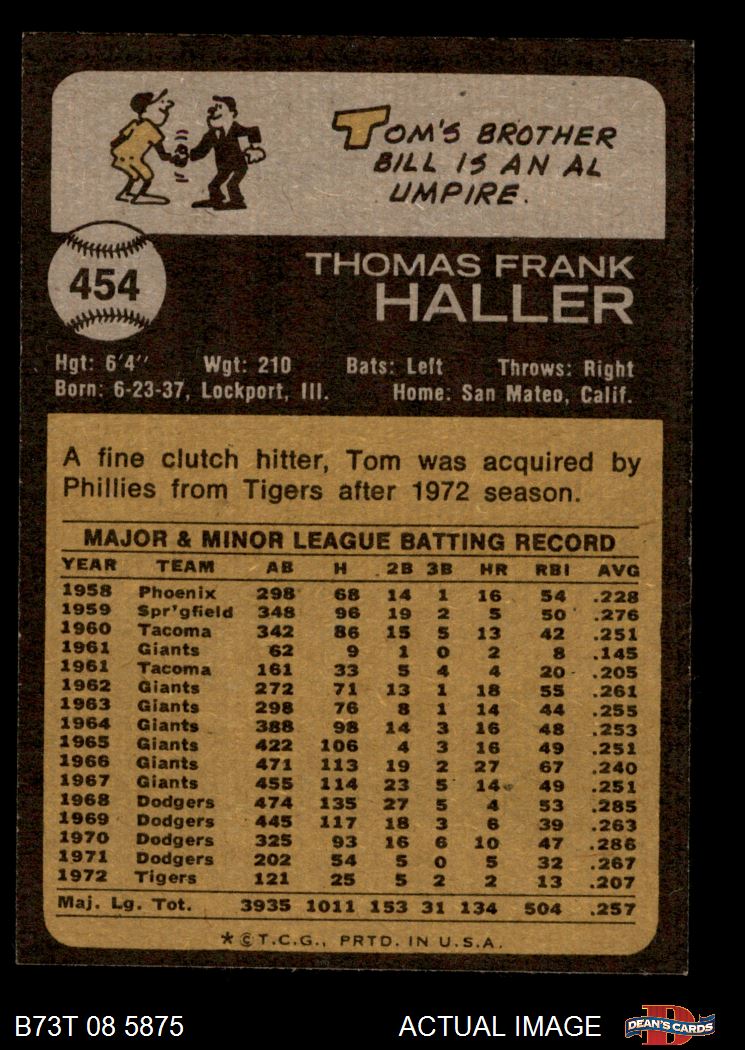 TOM'S BROTHER
BILL IS AN AL
UMPIRE.
454
THOMAS FRANK
HALLER
Hgt: 6'4" Wgt: 210 Bats: Left Throws: Right
Born: 6-23-37, Lockport, Ill. Home: San Mateo, Calif.
A fine clutch hitter, Tom was acquired by
Phillies from Tigers after 1972 season.
MAJOR & MINOR LEAGUE BATTING RECORD
YEAR TEAM AB H 2B 3B HR RBI AVG
1958 Phoenix 298 68 14 1 16 54 .228
1959 Spr'gfield 348 96 19 2 5 50 .276
1960 Tacoma 342 86 15 5 13 42 .251
1961 Giants 62 9 1 0 2 8 .145
1961 Tacoma 161 33 5 4 4 20 .205
1962 Giants 272 71 13 1 18 55 .261
1963 Giants 298 76 8 1 14 44 .255
1964 Giants 388 98 14 3 16 48 .253
1965 Giants 422 106 4 3 16 49 .251
1966 Giants 471 113 19 2 27 67 .240
1967 Giants 455 114 23 5 14 49 .251
1968 Dodgers 474 135 27 5 4 53 .285
1969 Dodgers 445 117 18 3 6 39 .263
1970 Dodgers 325 93 16 6 10 47 .286
1971 Dodgers 202 54 5 0 5 32 .267
1972 Tigers 121 25 5 2 2 13 .207
Maj. Lg. Tot. 3935 1011 153 31 134 504 .257
* © T.C.G., PRTD. IN U.S.A.
B73T 08 5875 ACTUAL IMAGE DEAN'S CARDS